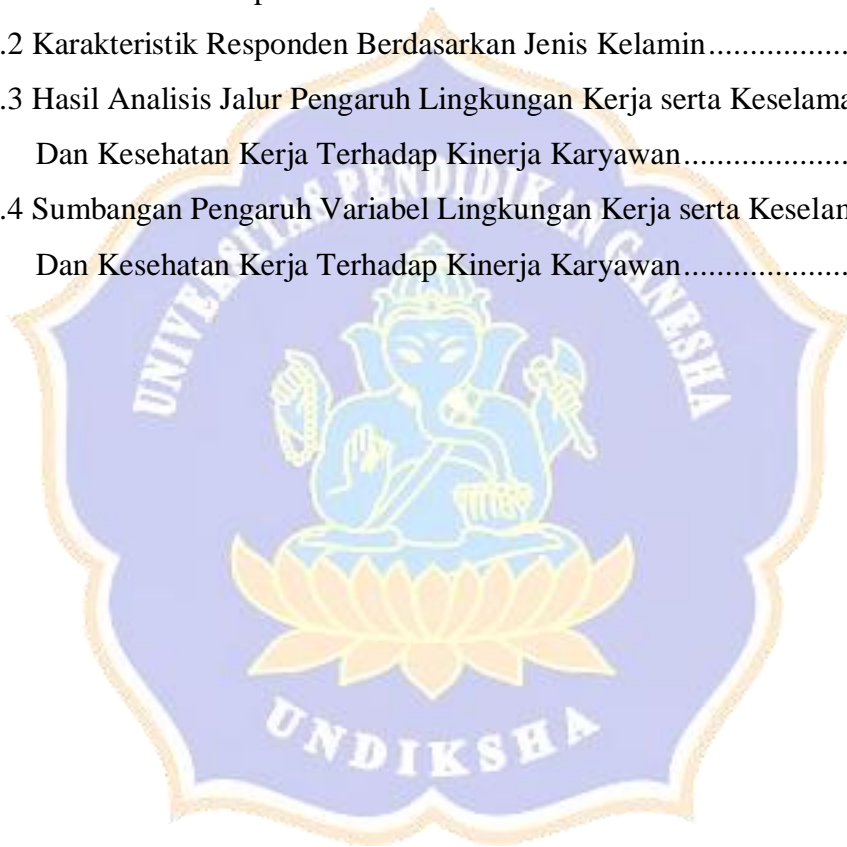 .2 Karakteristik Responden Berdasarkan Jenis Kelamin.................
.3 Hasil Analisis Jalur Pengaruh Lingkungan Kerja serta Keselama
Dan Kesehatan Kerja Terhadap Kinerja Karyawan.....................
.4 Sumbangan Pengaruh Variabel Lingkungan Kerja serta Keselan
Dan Kesehatan Kerja Terhadap Kinerja Karyawan.....................
UNIVERSITAS PENDIDIKAN GANESHA
UNDIKSHA